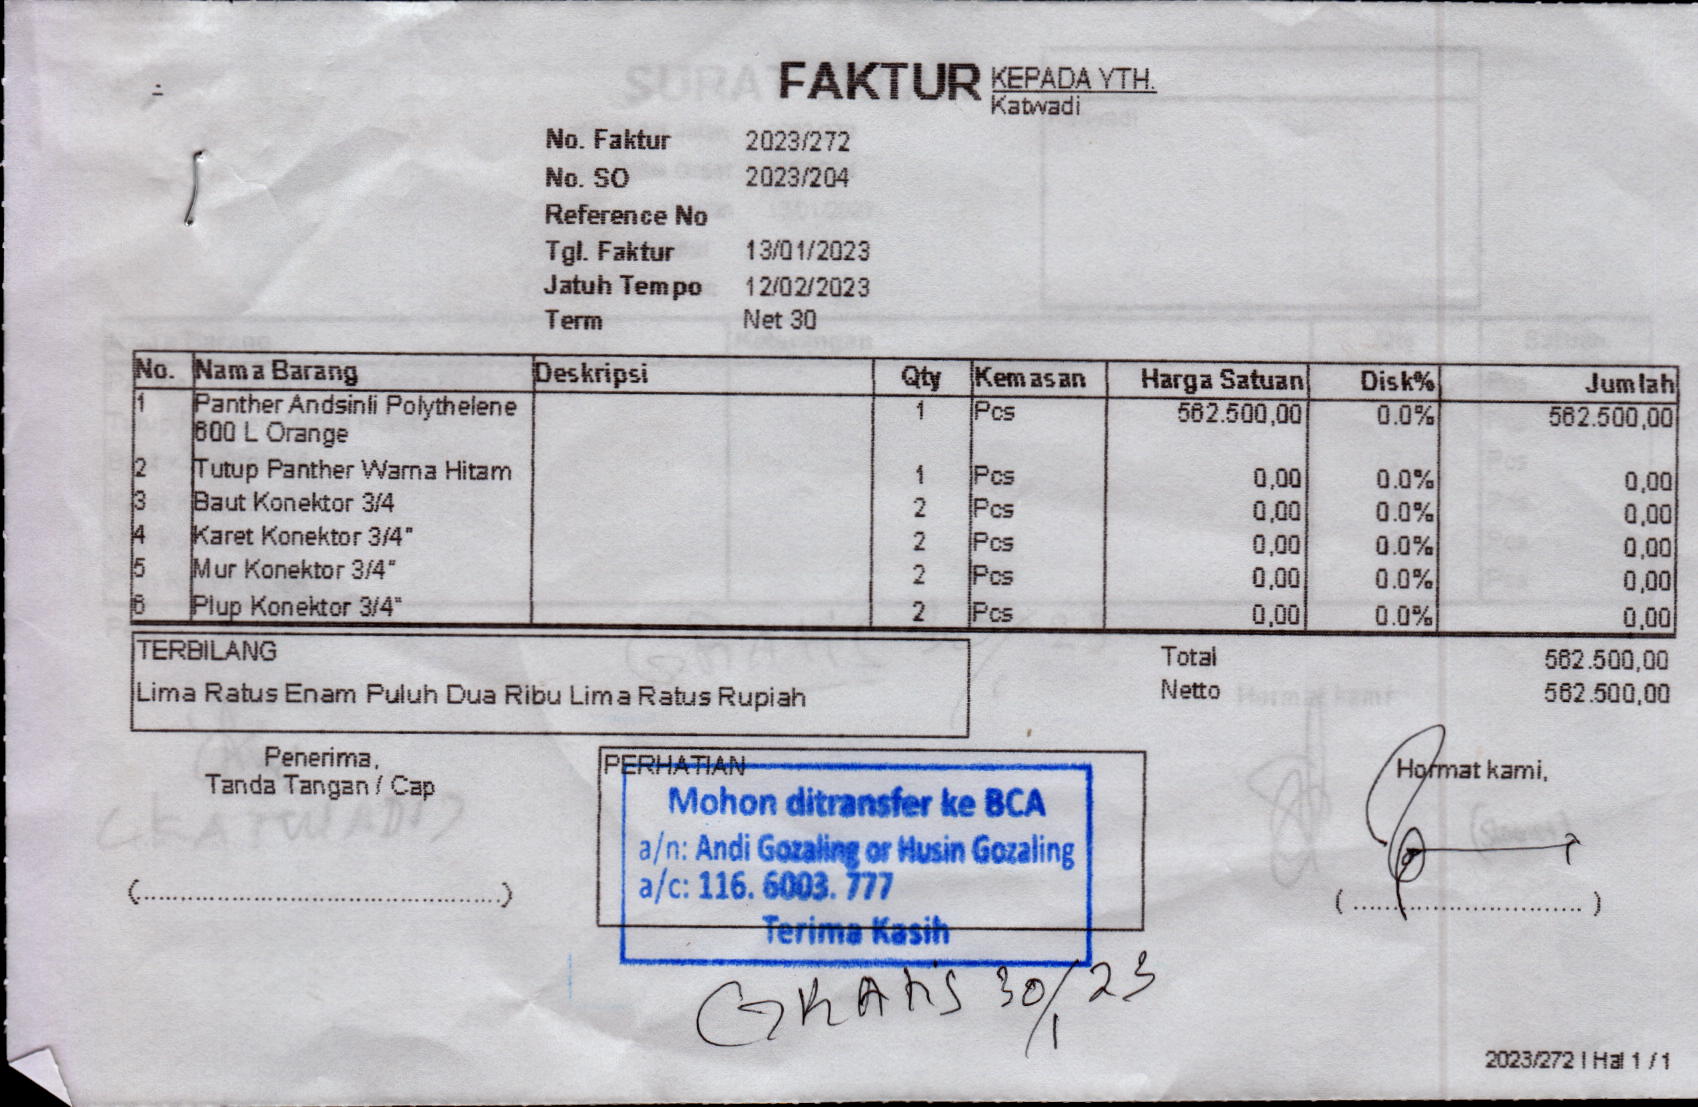 FAKTUR KEPADA YTH.
Katwadi
No. Faktur 2023/272
No. SO 2023/204
Reference No
Tgl. Faktur 13/01/2023
Jatuh Tempo 12/02/2023
Term Net 30
No. Nama Barang Deskripsi Qty Kemasan Harga Satuan Disk% Jumlah
1 Panther Andsinli Polythelene 1 Pcs 562.500,00 0.0% 562.500,00
600 L Orange
2 Tutup Panther Warna Hitam 1 Pcs 0,00 0.0% 0,00
3 Baut Konektor 3/4 2 Pcs 0,00 0.0% 0,00
4 Karet Konektor 3/4" 2 Pcs 0,00 0.0% 0,00
5 Mur Konektor 3/4" 2 Pcs 0,00 0.0% 0,00
6 Plup Konektor 3/4" 2 Pcs 0,00 0.0% 0,00
TERBILANG
Lima Ratus Enam Puluh Dua Ribu Lima Ratus Rupiah
Total 562.500,00
Netto 562.500,00
Penerima,
Tanda Tangan / Cap
(KATWADI)
(..............................................)
PERHATIAN
Mohon ditransfer ke BCA
a/n: Andi Gozaling or Husin Gozaling
a/c: 116. 6003. 777
Terima Kasih
Hormat kami,
( ................................ )
GRATIS 30/1 23
2023/272 | Hal 1 / 1